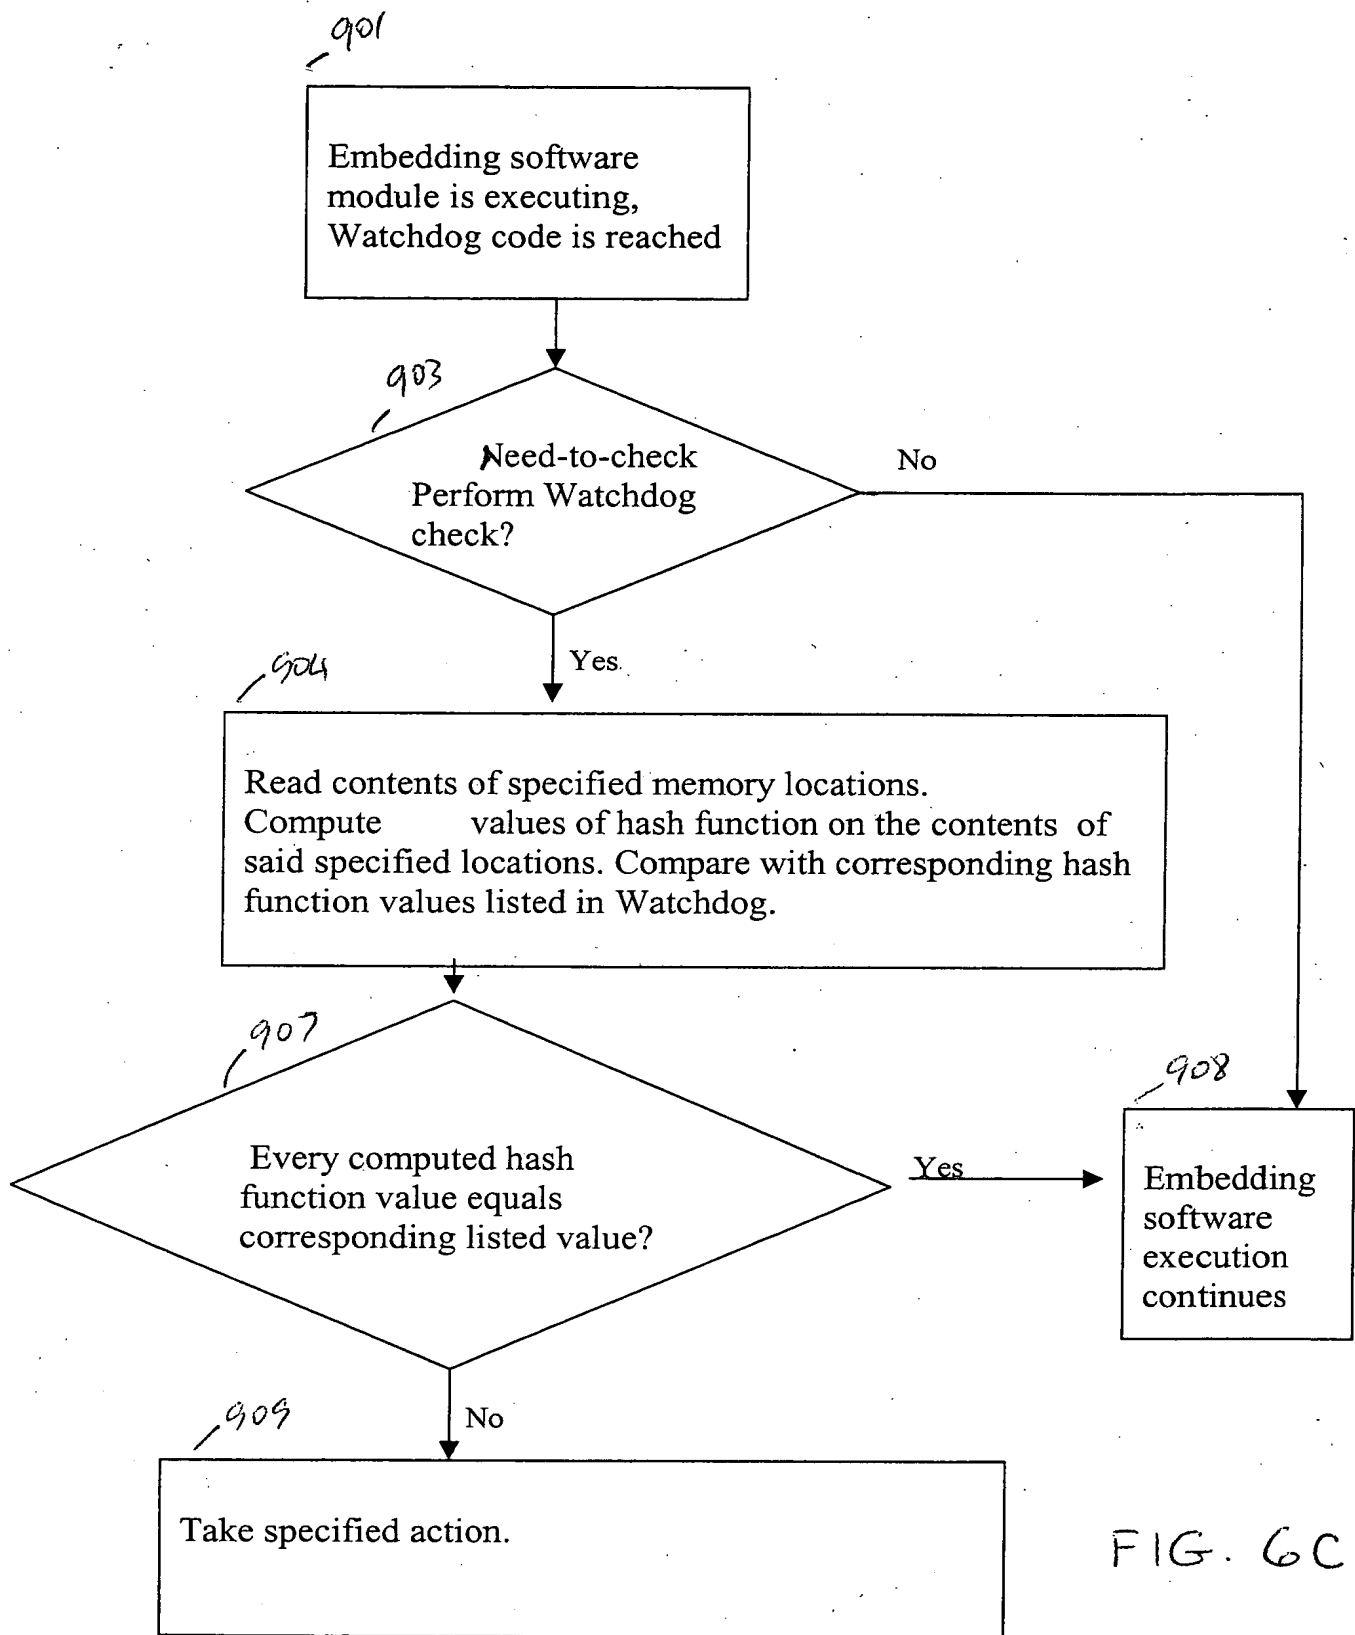 901
Embedding software
module is executing,
Watchdog code is reached
903
Need-to-check
Perform Watchdog
check?
No
Yes
904
Read contents of specified memory locations.
Compute values of hash function on the contents of
said specified locations. Compare with corresponding hash
function values listed in Watchdog.
907
Every computed hash
function value equals
corresponding listed value?
Yes
908
Embedding
software
execution
continues
No
909
Take specified action.
FIG. 6C